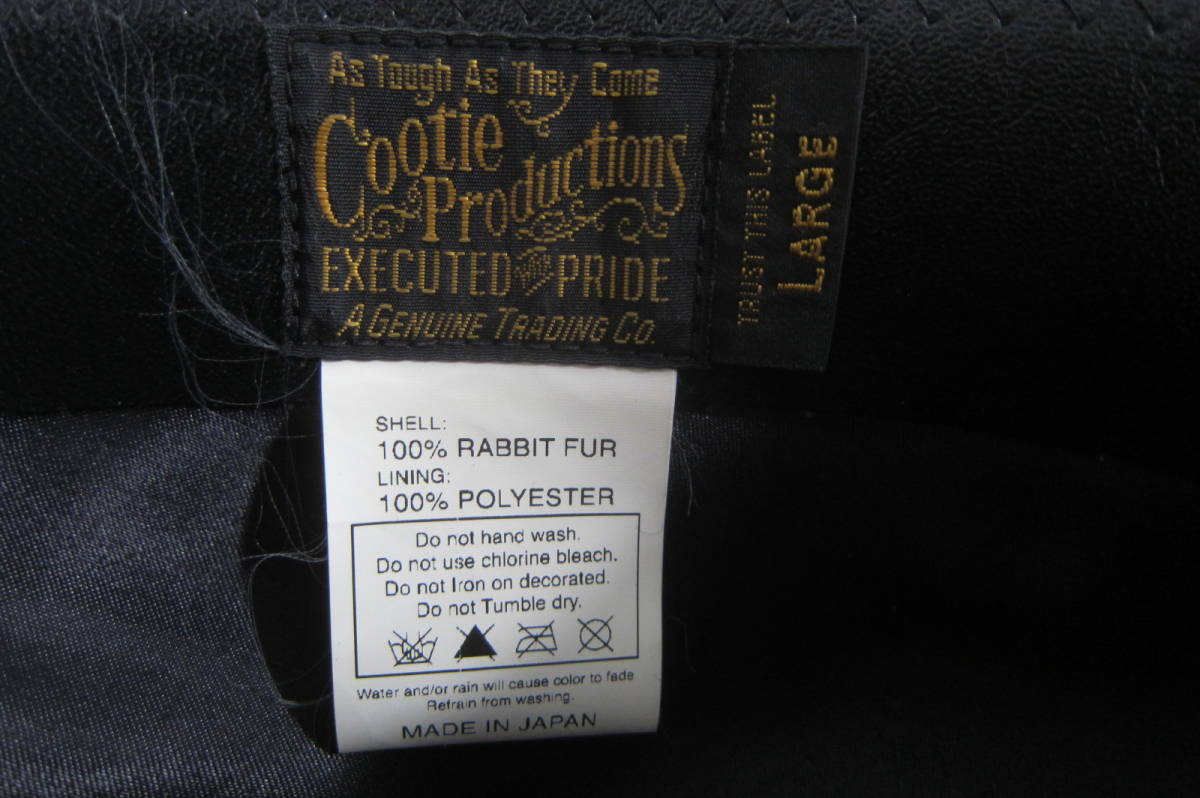 As Tough As They Come
Cootie
Productions
EXECUTED WITH PRIDE
A GENUINE TRADING CO.
TRUST THIS LABEL
LARGE
SHELL:
100% RABBIT FUR
LINING:
100% POLYESTER
Do not hand wash.
Do not use chlorine bleach.
Do not Iron on decorated.
Do not Tumble dry.
Water and/or rain will cause color to fade
Refrain from washing.
MADE IN JAPAN